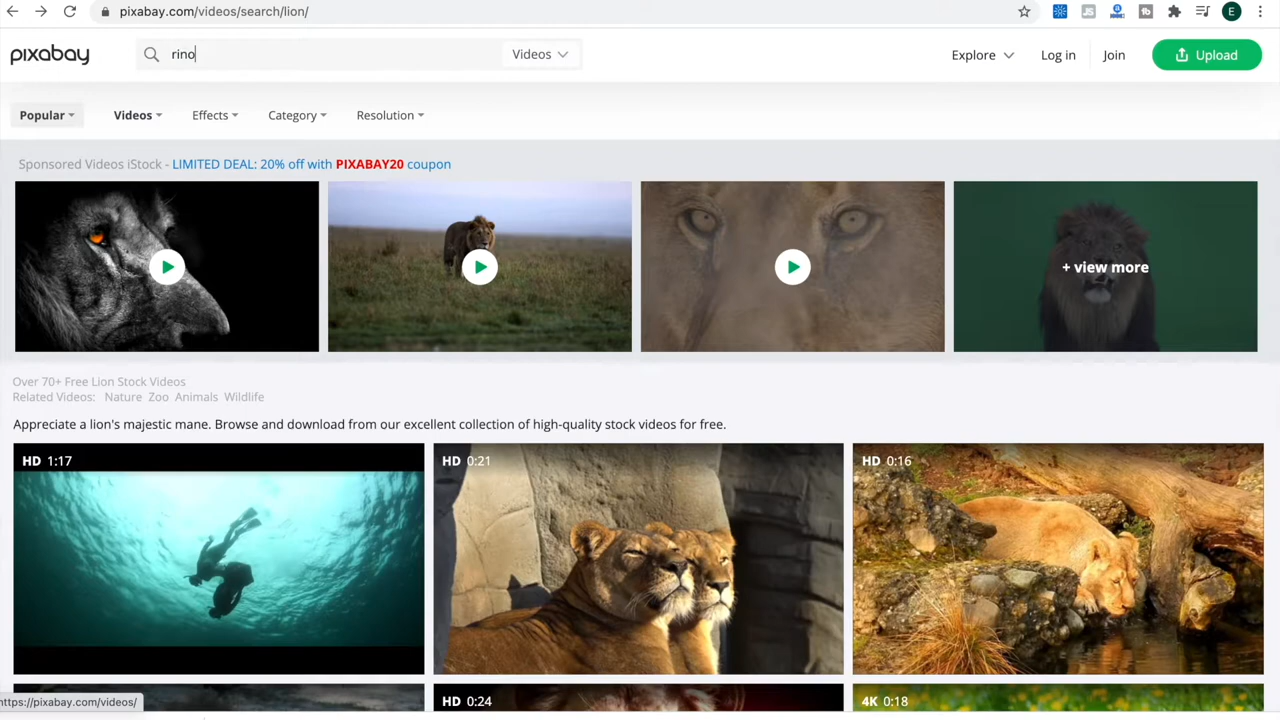 pixabay.com/videos/search/lion/
E
pixabay
rino
Videos
Explore
Log in
Join
Upload
Popular
Videos
Effects
Category
Resolution
Sponsored Videos iStock - LIMITED DEAL: 20% off with PIXABAY20 coupon
+ view more
Over 70+ Free Lion Stock Videos
Related Videos: Nature Zoo Animals Wildlife
Appreciate a lion's majestic mane. Browse and download from our excellent collection of high-quality stock videos for free.
HD 1:17
HD 0:21
HD 0:16
HD 0:24
4K 0:18
https://pixabay.com/videos/